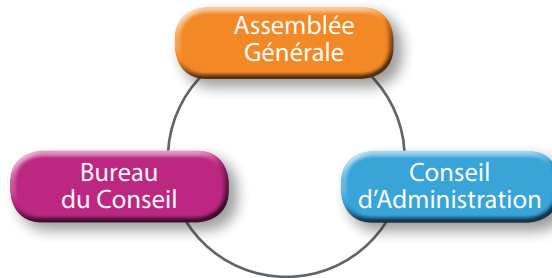 Assemblée
Générale
Bureau
du Conseil
Conseil
d'Administration